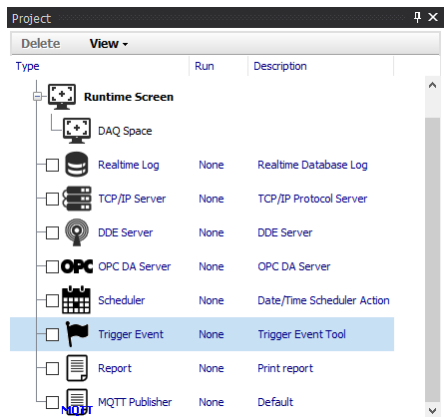 Project
Delete View
Type Run Description
Runtime Screen
DAQ Space
Realtime Log None Realtime Database Log
TCP/IP Server None TCP/IP Protocol Server
DDE Server None DDE Server
OPC OPC DA Server None OPC DA Server
Scheduler None Date/Time Scheduler Action
Trigger Event None Trigger Event Tool
Report None Print report
MQTT MQTT Publisher None Default